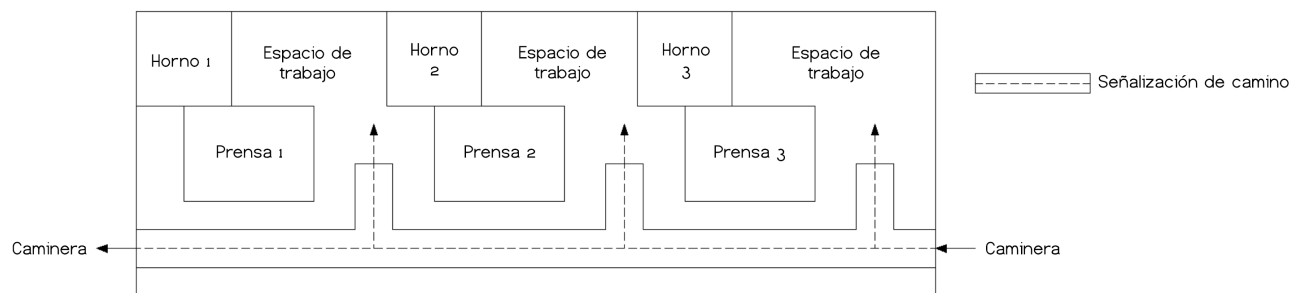 Horno 1
Espacio de
trabajo
Horno
2
Espacio de
trabajo
Horno
3
Espacio de
trabajo
Señalización de camino
Prensa 1
Prensa 2
Prensa 3
Caminera
Caminera